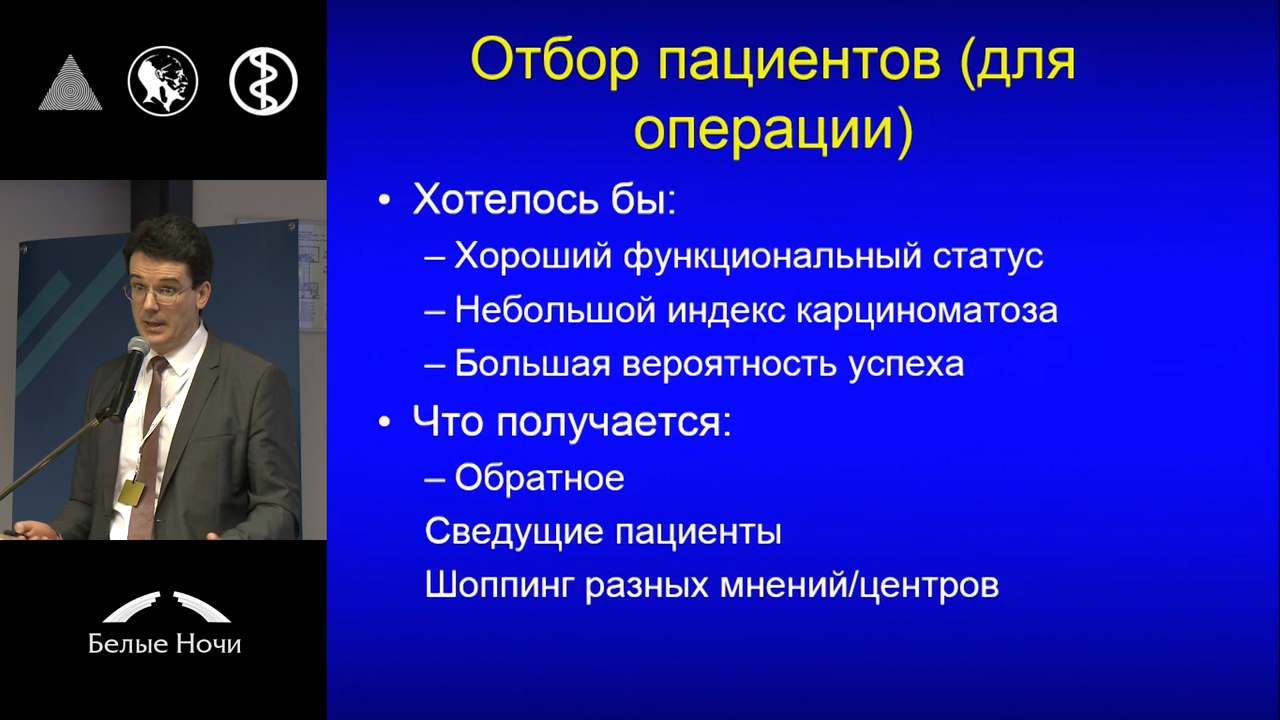 Отбор пациентов (для
операции)
• Хотелось бы:
– Хороший функциональный статус
– Небольшой индекс карциноматоза
– Большая вероятность успеха
• Что получается:
– Обратное
Сведущие пациенты
Шоппинг разных мнений/центров
Белые Ночи